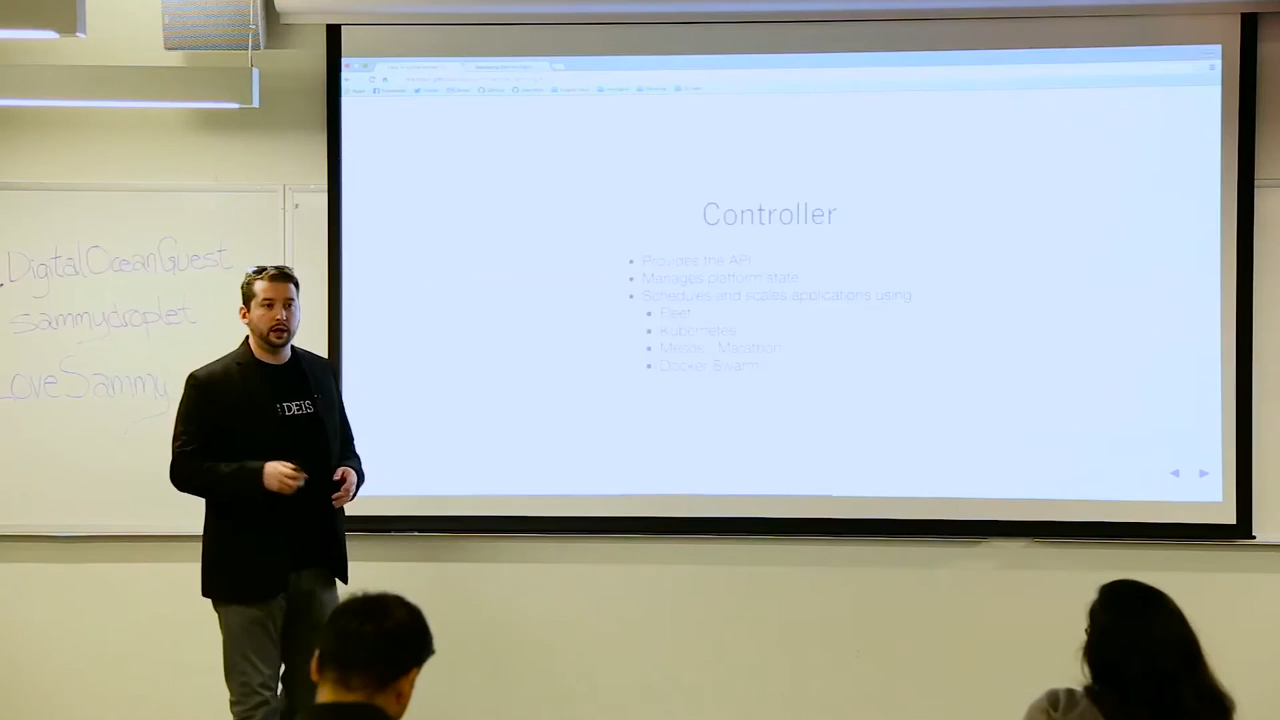 .DigitalOceanGuest
sammydroplet
LoveSammy
DEIS
Controller
Provides the API
Manages platform state
Schedules and scales applications using
Fleet
Kubernetes
Mesos Marathon
Docker Swarm